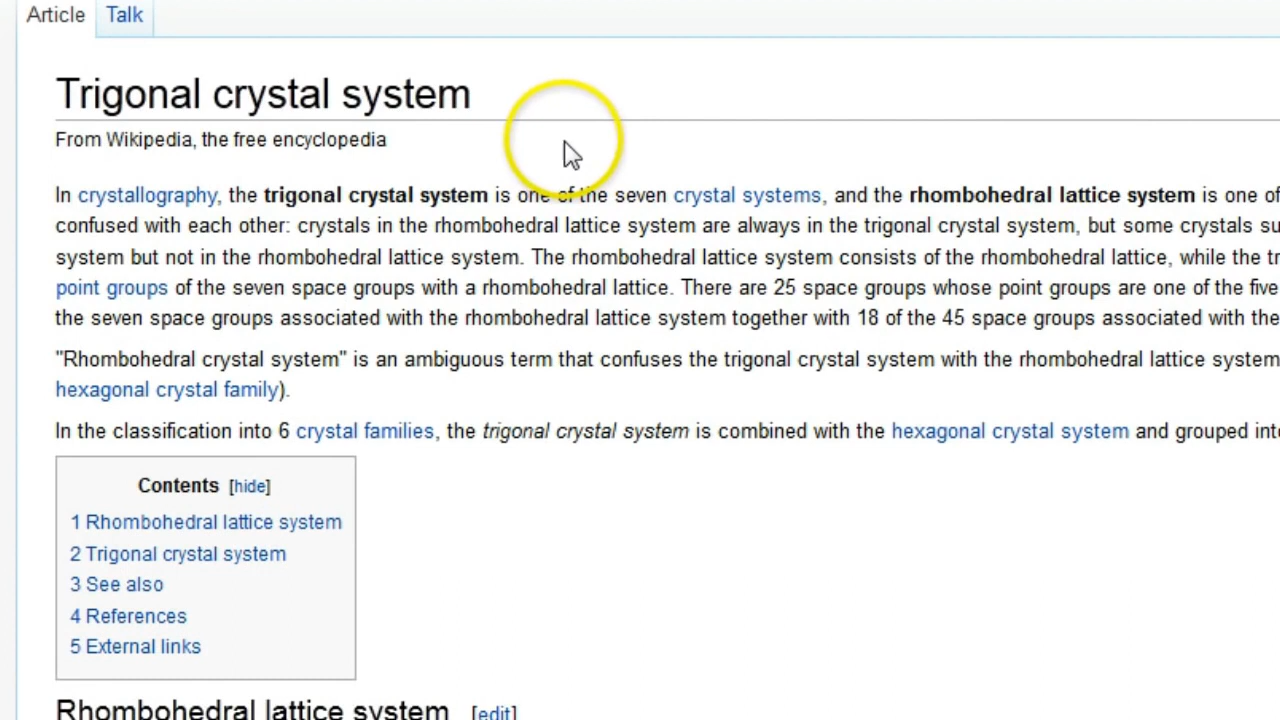 Article Talk
Trigonal crystal system
From Wikipedia, the free encyclopedia
In crystallography, the trigonal crystal system is one of the seven crystal systems, and the rhombohedral lattice system is one of
confused with each other: crystals in the rhombohedral lattice system are always in the trigonal crystal system, but some crystals su
system but not in the rhombohedral lattice system. The rhombohedral lattice system consists of the rhombohedral lattice, while the tr
point groups of the seven space groups with a rhombohedral lattice. There are 25 space groups whose point groups are one of the five
the seven space groups associated with the rhombohedral lattice system together with 18 of the 45 space groups associated with the
"Rhombohedral crystal system" is an ambiguous term that confuses the trigonal crystal system with the rhombohedral lattice system
hexagonal crystal family).
In the classification into 6 crystal families, the trigonal crystal system is combined with the hexagonal crystal system and grouped into
Contents [hide]
1 Rhombohedral lattice system
2 Trigonal crystal system
3 See also
4 References
5 External links
Rhombohedral lattice system [edit]